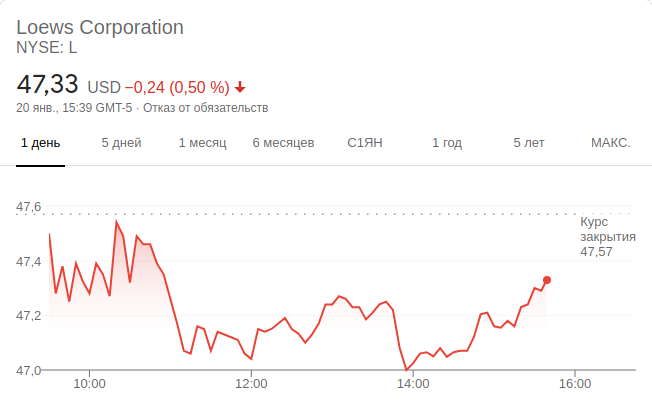 Loews Corporation
NYSE: L
47,33 USD −0,24 (0,50 %)
20 янв., 15:39 GMT-5 · Отказ от обязательств
1 день 5 дней 1 месяц 6 месяцев С1ЯН 1 год 5 лет МАКС.
47,6
47,4
47,2
47,0
Курс
закрытия
47,57
10:00 12:00 14:00 16:00